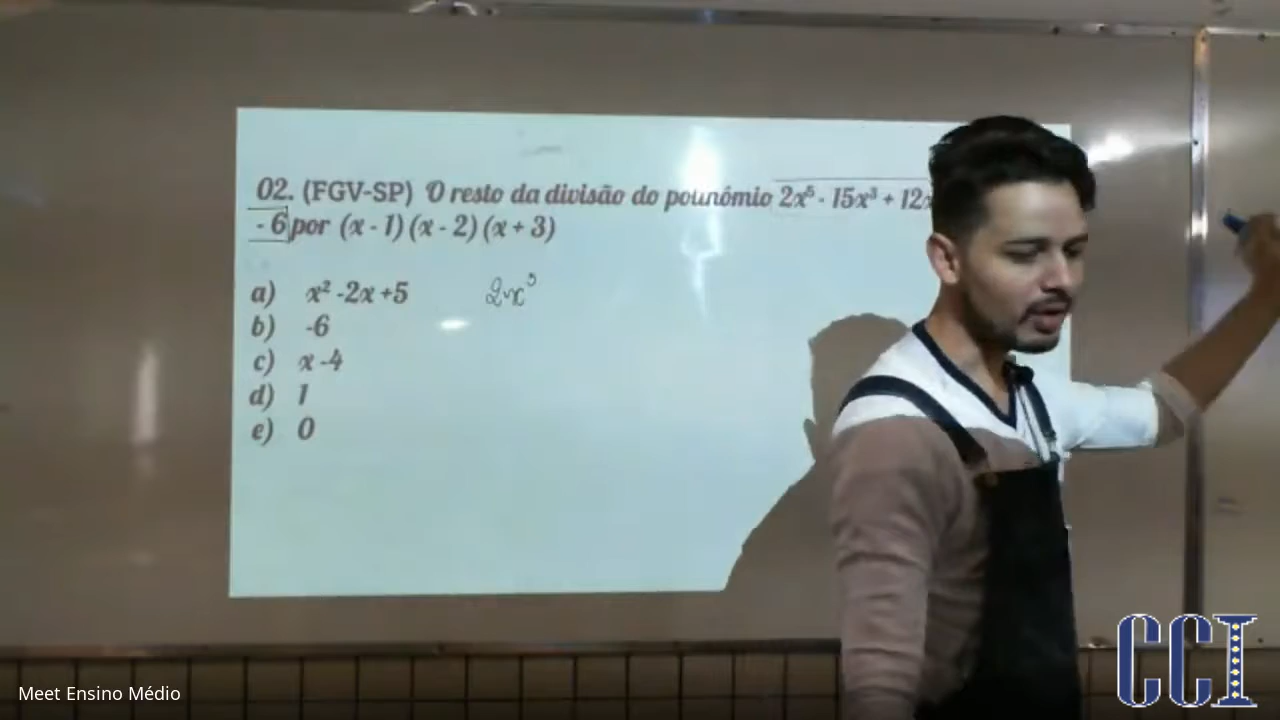 02. (FGV-SP) O resto da divisão do polinômio 2x⁵ - 15x³ + 12x
- 6 por (x - 1) (x - 2) (x + 3)
a) x² -2x +5
2x⁵
b) -6
c) x -4
d) 1
e) 0
CCI
Meet Ensino Médio